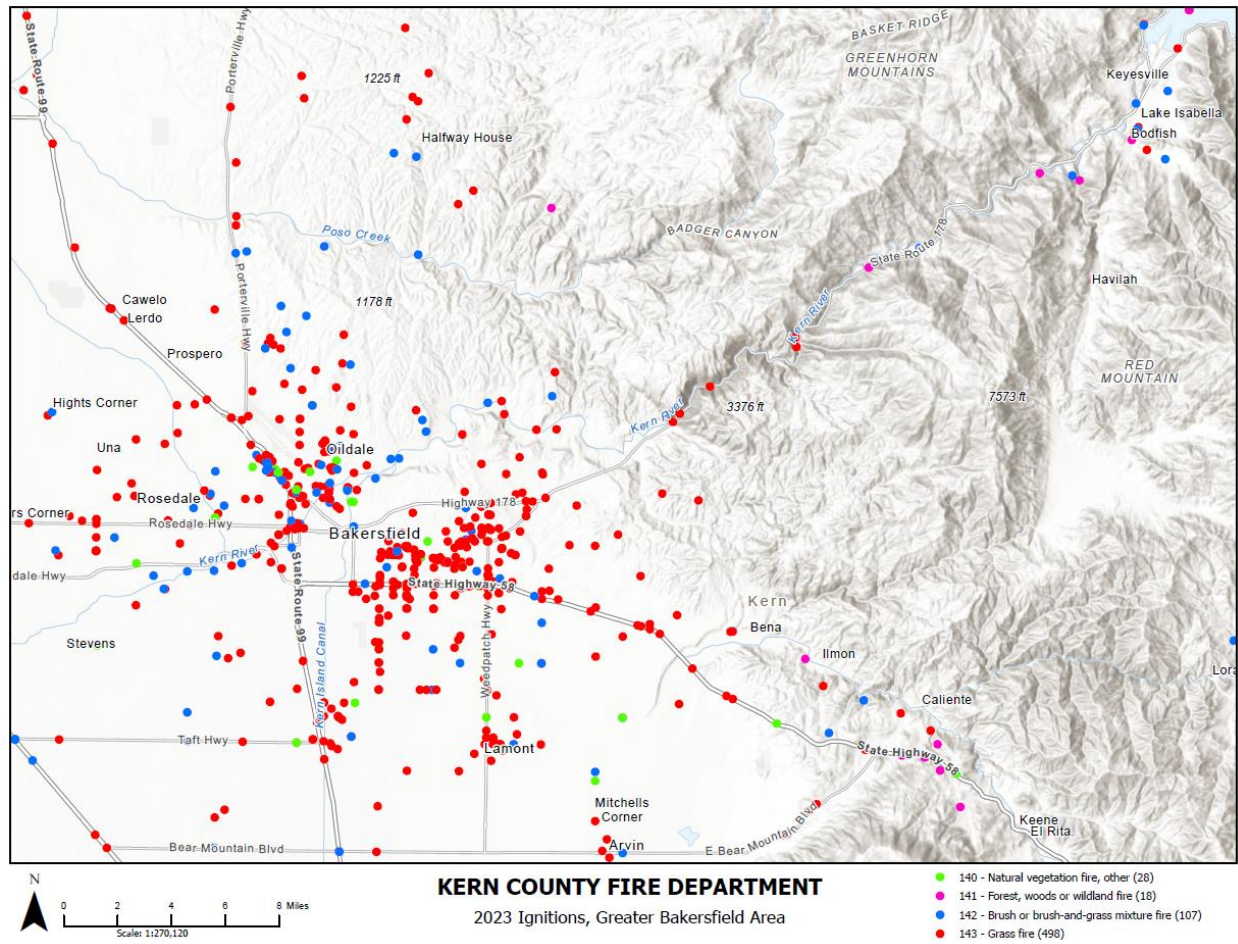 State Route 99
Porterville Hwy
1225 ft
BASKET RIDGE
GREENHORN
MOUNTAINS
Keyesville
Lake Isabella
Bodfish
Halfway House
Poso Creek
BADGER CANYON
State Route 178
Havilah
Cawelo
Lerdo
1178 ft
Porterville Hwy
Kern River
Prospero
RED
MOUNTAIN
Hights Corner
3376 ft
7573 ft
Kern River
Una
Oildale
Rosedale
Highway 178
rs Corner
Rosedale Hwy
Bakersfield
Kern River
dale Hwy
State Highway 58
State Route 99
Kern
Stevens
Bena
Ilmon
Lora
Kern Island Canal
Weedpatch Hwy
Caliente
Taft Hwy
Lamont
State Highway 58
Mitchells
Corner
Keene
El Rita
Bear Mountain Blvd
Arvin
E Bear Mountain Blvd
N
0 2 4 6 8 Miles
Scale: 1:270,120
KERN COUNTY FIRE DEPARTMENT
2023 Ignitions, Greater Bakersfield Area
140 - Natural vegetation fire, other (28)
141 - Forest, woods or wildland fire (18)
142 - Brush or brush-and-grass mixture fire (107)
143 - Grass fire (498)